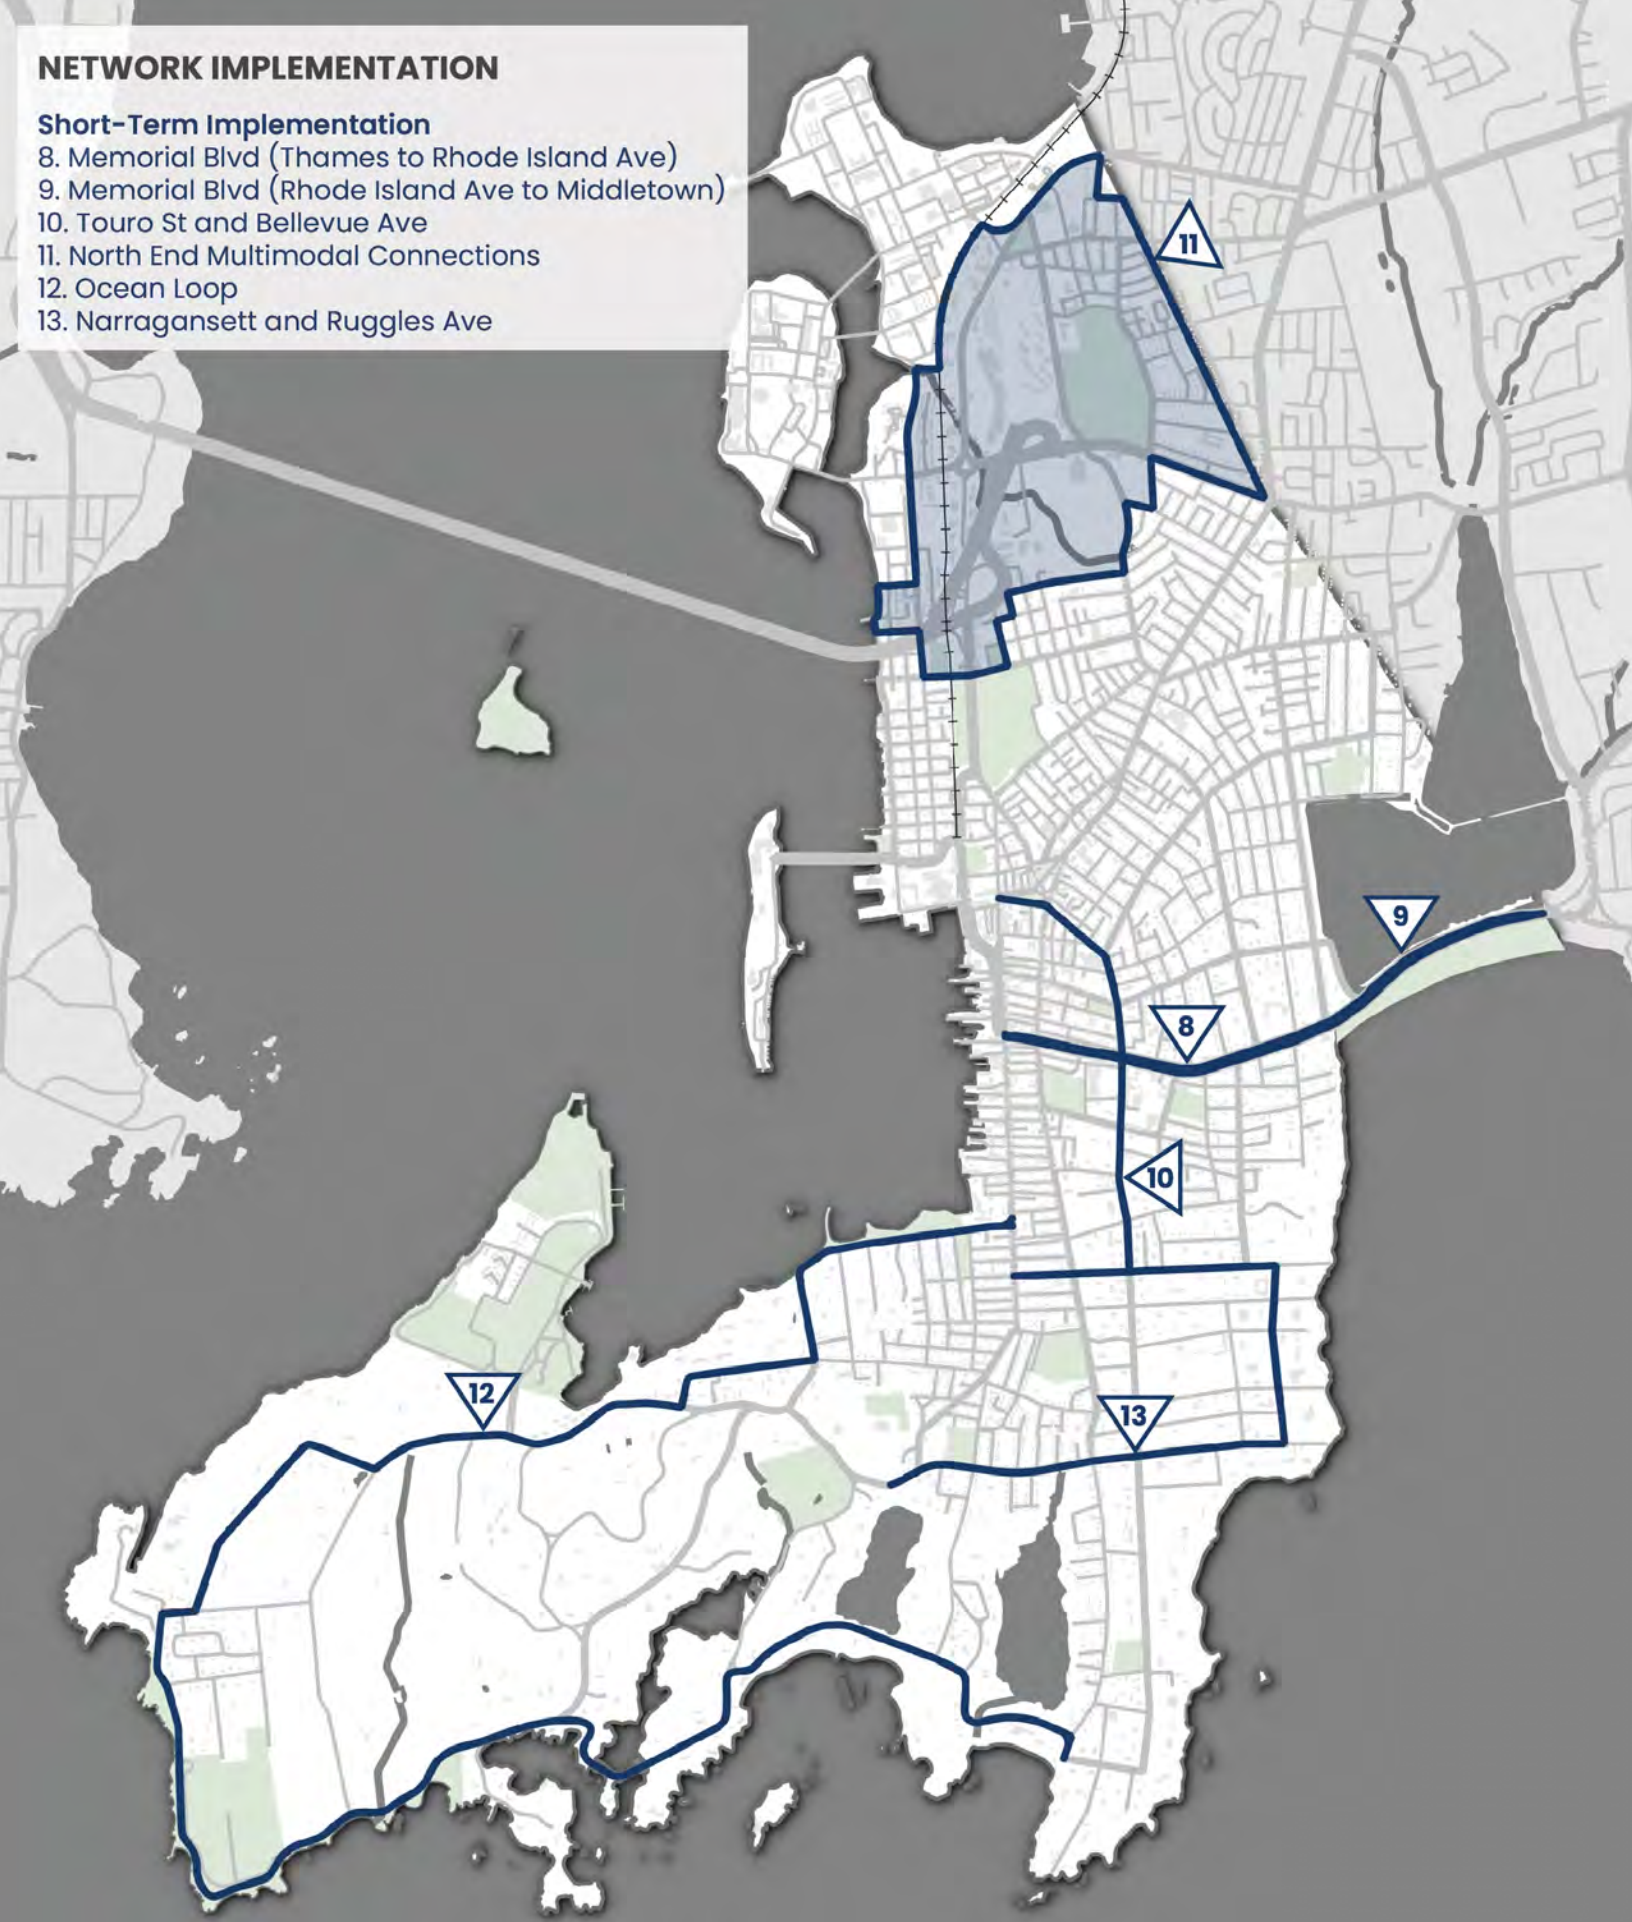 NETWORK IMPLEMENTATION
Short-Term Implementation
8. Memorial Blvd (Thames to Rhode Island Ave)
9. Memorial Blvd (Rhode Island Ave to Middletown)
10. Touro St and Bellevue Ave
11. North End Multimodal Connections
12. Ocean Loop
13. Narragansett and Ruggles Ave
11
9
8
10
12
13